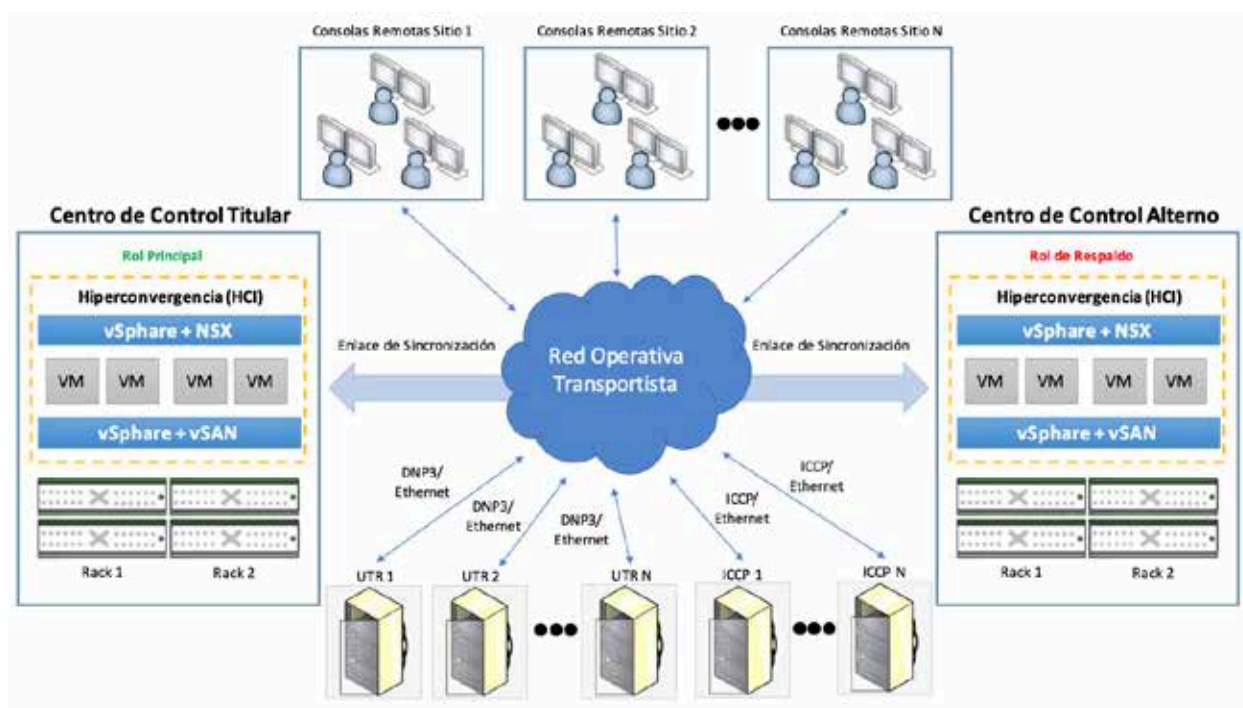 Consolas Remotas Sitio 1
Consolas Remotas Sitio 2
Consolas Remotas Sitio N
Centro de Control Titular
Rol Principal
Hiperconvergencia (HCI)
vSphare + NSX
VM
VM
VM
VM
vSphare + vSAN
Rack 1
Rack 2
Enlace de Sincronización
Red Operativa
Transportista
Enlace de Sincronización
Centro de Control Alterno
Rol de Respaldo
Hiperconvergencia (HCI)
vSphare + NSX
VM
VM
VM
VM
vSphare + vSAN
Rack 1
Rack 2
DNP3/
Ethernet
DNP3/
Ethernet
DNP3/
Ethernet
ICCP/
Ethernet
ICCP/
Ethernet
UTR 1
UTR 2
UTR N
ICCP 1
ICCP N